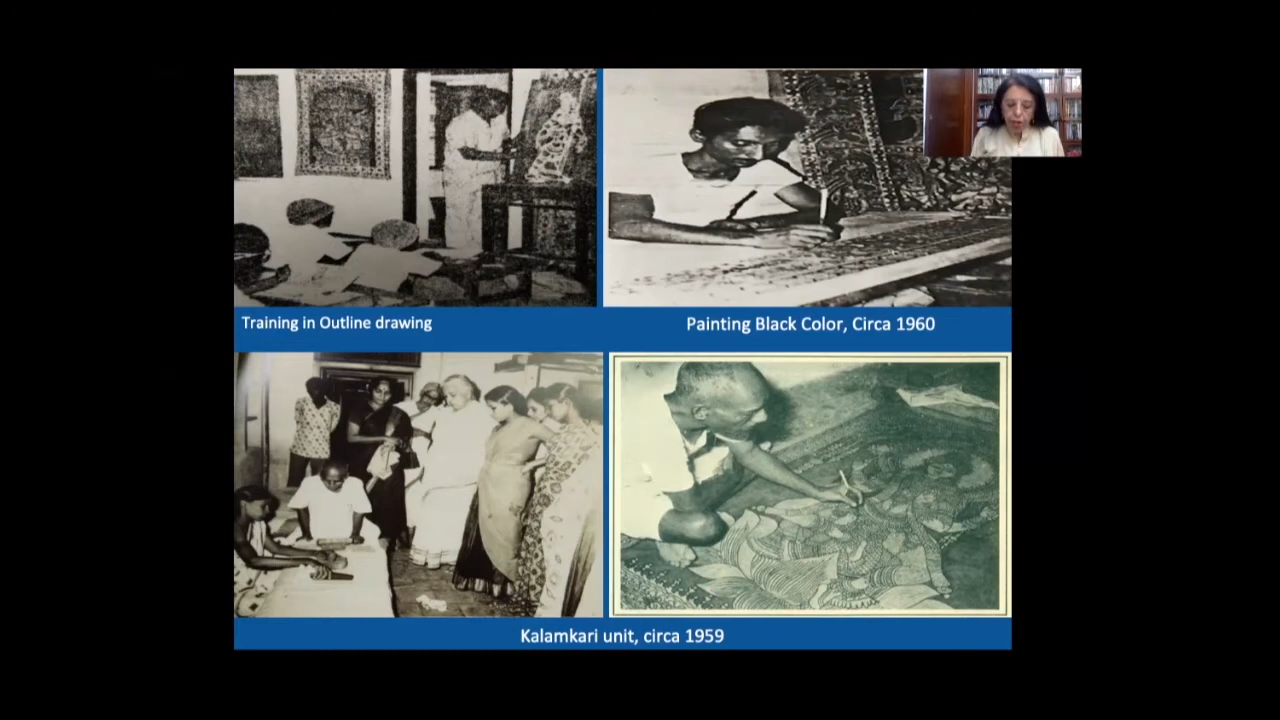 Training in Outline drawing
Painting Black Color, Circa 1960
Kalamkari unit, circa 1959